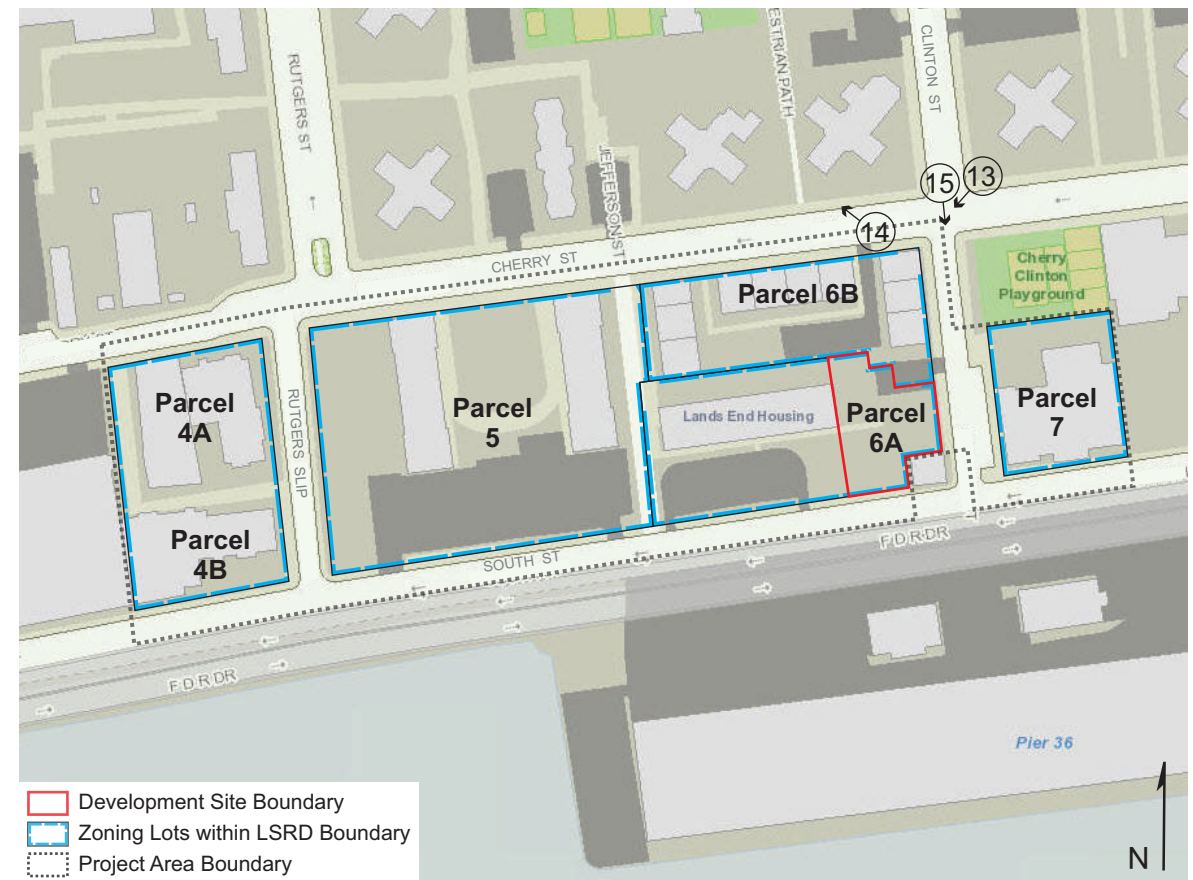 RUTGERS ST
ESTRIAN PATH
CLINTON ST
JEFFERSON ST
15
13
14
CHERRY ST
Cherry
Clinton
Playground
Parcel 6B
Parcel
4A
RUTGERS SLIP
Parcel
5
Lands End Housing
Parcel
6A
Parcel
7
Parcel
4B
SOUTH ST
F D R DR
F D R DR
Pier 36
Development Site Boundary
Zoning Lots within LSRD Boundary
Project Area Boundary
N